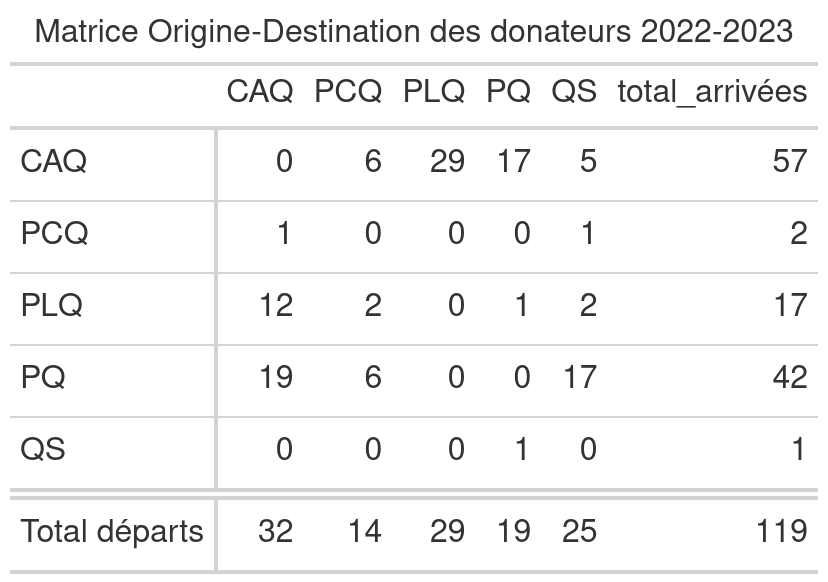 Matrice Origine-Destination des donateurs 2022-2023
CAQ PCQ PLQ PQ QS total_arrivées
CAQ 0 6 29 17 5 57
PCQ 1 0 0 0 1 2
PLQ 12 2 0 1 2 17
PQ 19 6 0 0 17 42
QS 0 0 0 1 0 1
Total départs 32 14 29 19 25 119